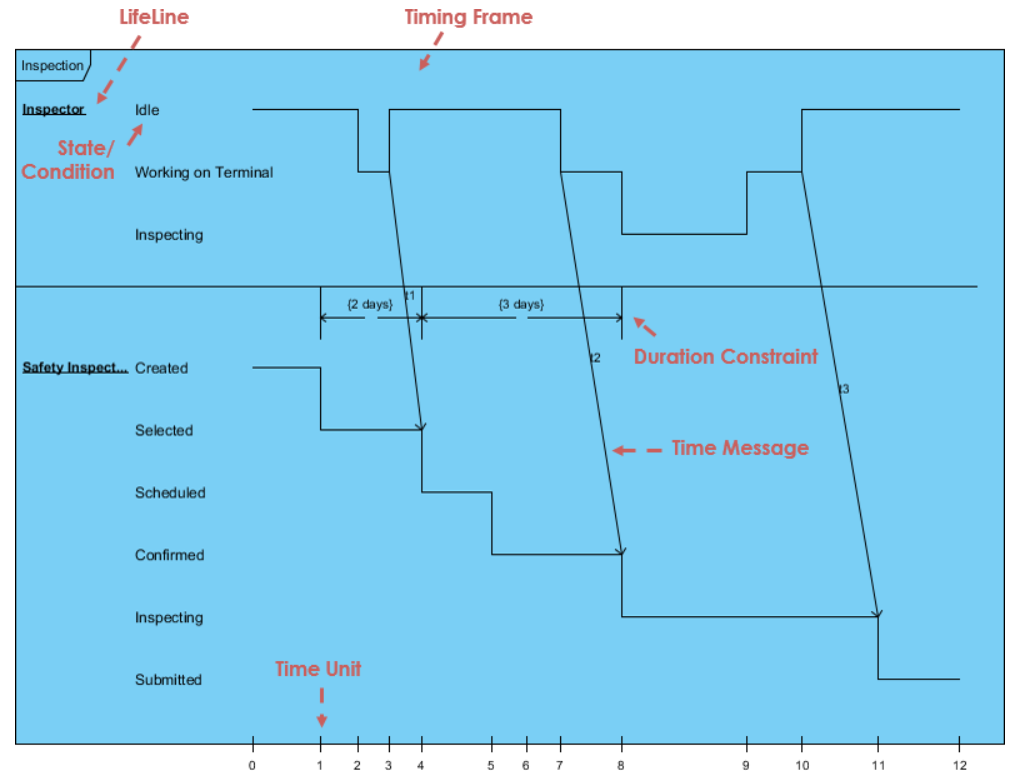 LifeLine
Timing Frame
Inspection
Inspector
Idle
State/
Condition
Working on Terminal
Inspecting
{2 days}
t1
{3 days}
Duration Constraint
t2
Safety Inspect...
Created
t3
Selected
Time Message
Scheduled
Confirmed
Inspecting
Time Unit
Submitted
0 1 2 3 4 5 6 7 8 9 10 11 12